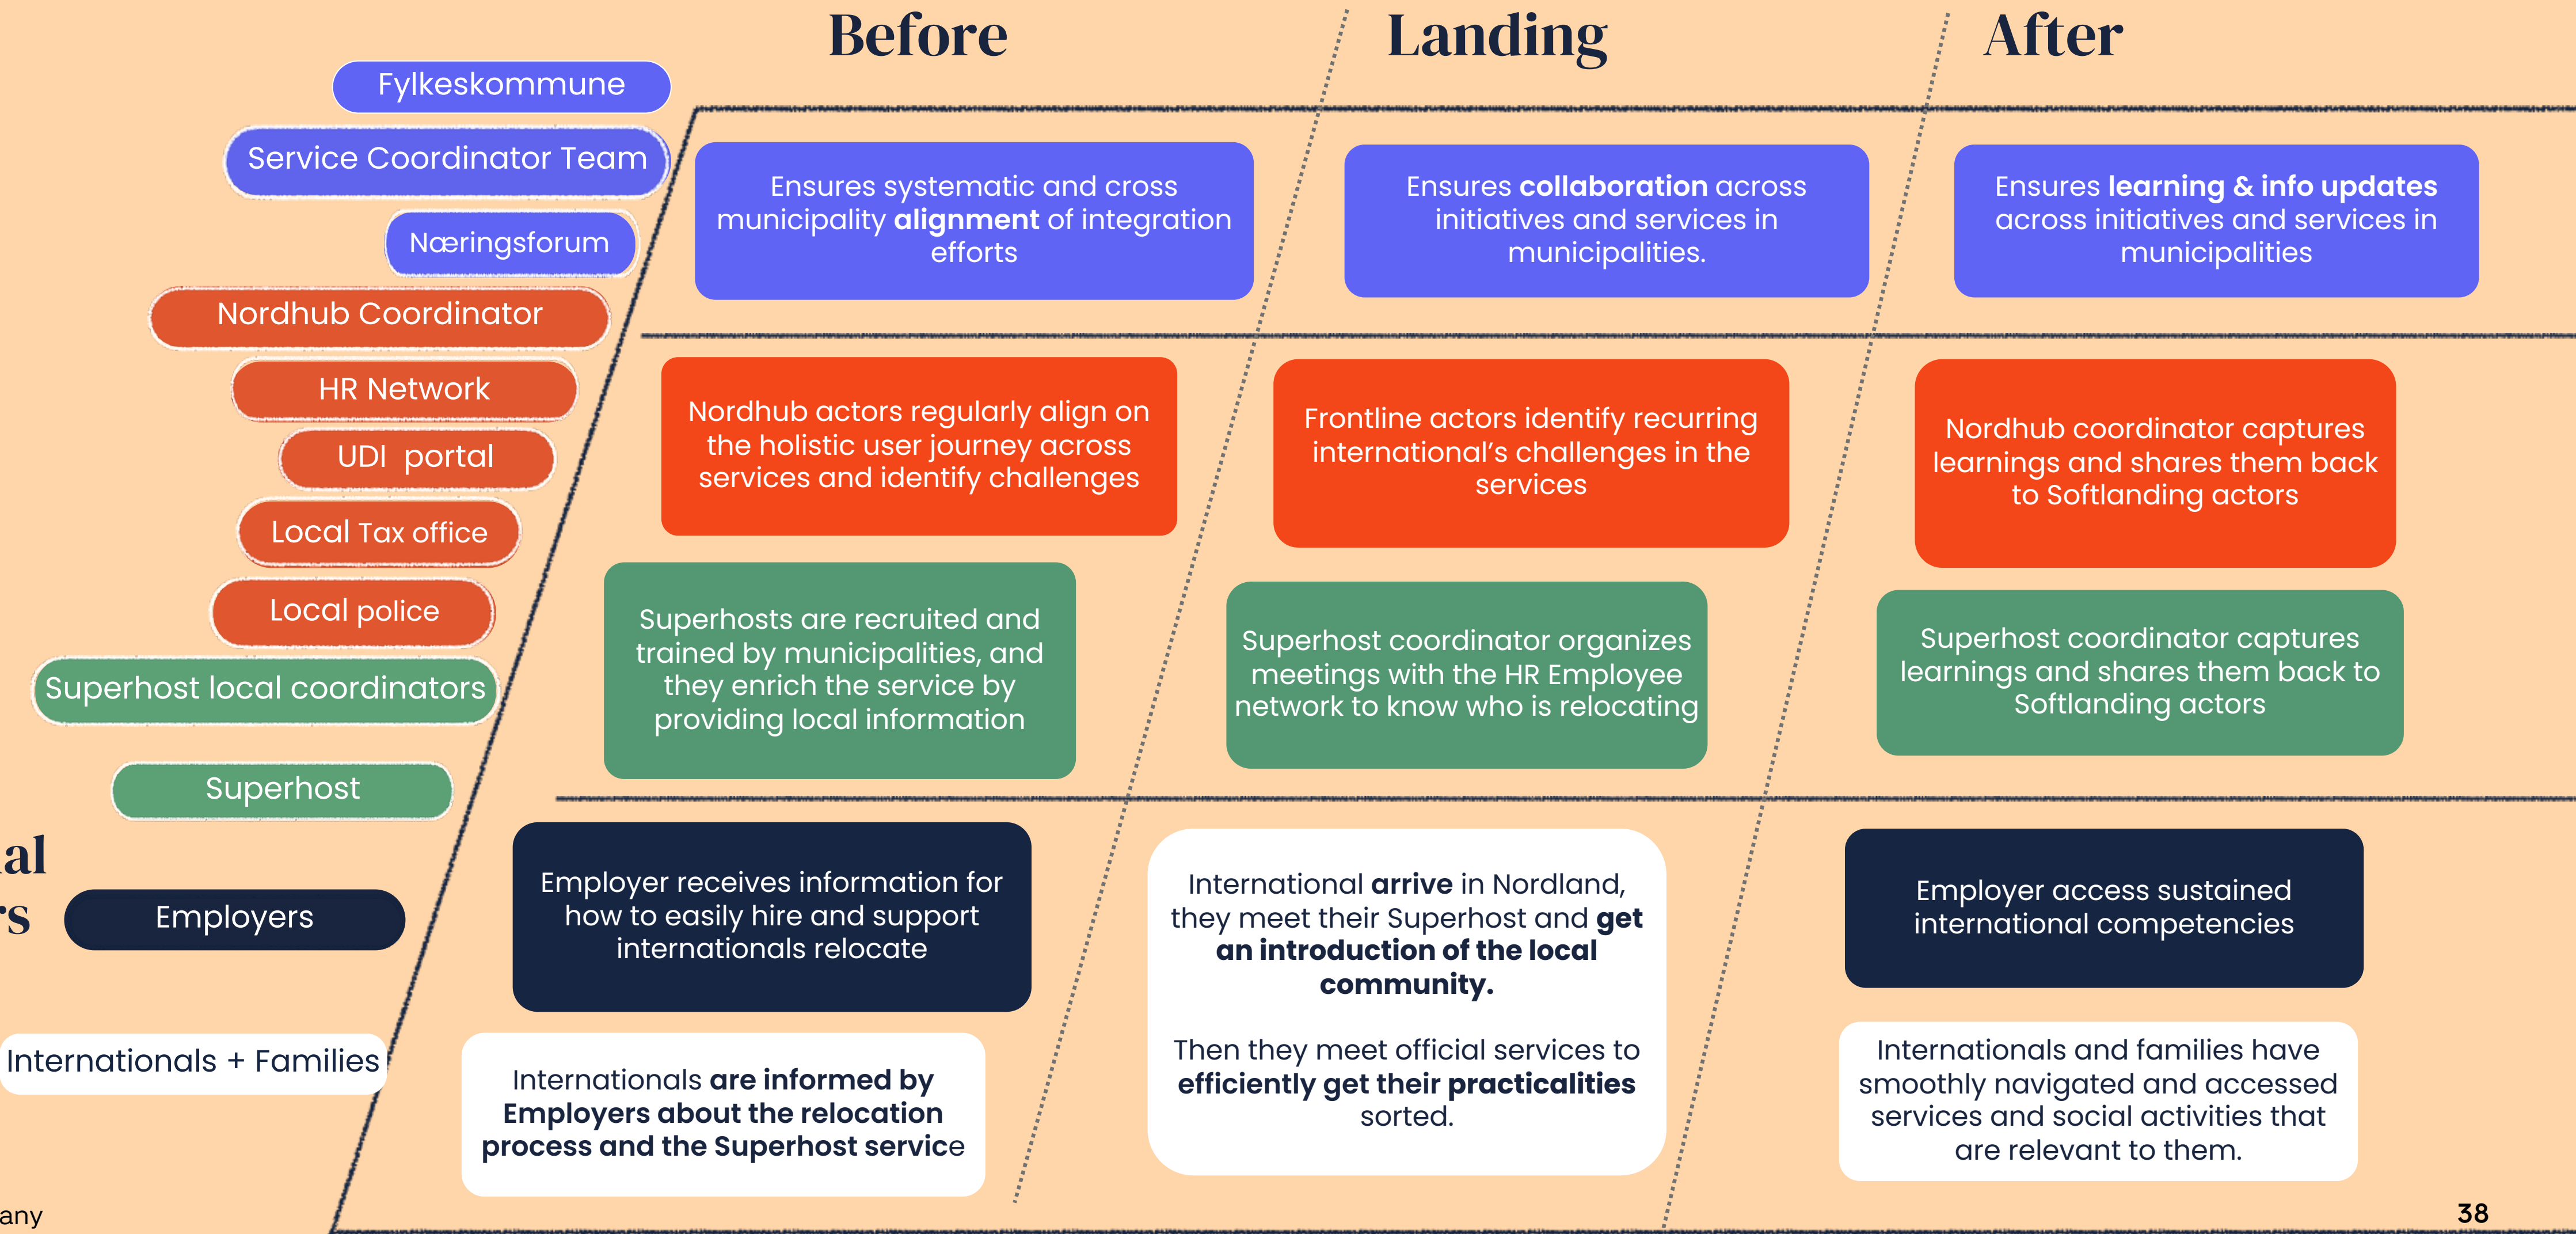 Before
Landing
After
Fylkeskommune
Service Coordinator Team
Næringsforum
Nordhub Coordinator
HR Network
UDI portal
Local Tax office
Local police
Superhost local coordinators
Superhost
al
rs
Employers
Internationals + Families
any
Ensures systematic and cross
municipality alignment of integration
efforts
Ensures collaboration across
initiatives and services in
municipalities.
Ensures learning & info updates
across initiatives and services in
municipalities
Nordhub actors regularly align on
the holistic user journey across
services and identify challenges
Frontline actors identify recurring
international’s challenges in the
services
Nordhub coordinator captures
learnings and shares them back
to Softlanding actors
Superhosts are recruited and
trained by municipalities, and
they enrich the service by
providing local information
Superhost coordinator organizes
meetings with the HR Employee
network to know who is relocating
Superhost coordinator captures
learnings and shares them back to
Softlanding actors
Employer receives information for
how to easily hire and support
internationals relocate
International arrive in Nordland,
they meet their Superhost and get
an introduction of the local
community.
Then they meet official services to
efficiently get their practicalities
sorted.
Employer access sustained
international competencies
Internationals are informed by
Employers about the relocation
process and the Superhost service
Internationals and families have
smoothly navigated and accessed
services and social activities that
are relevant to them.
38